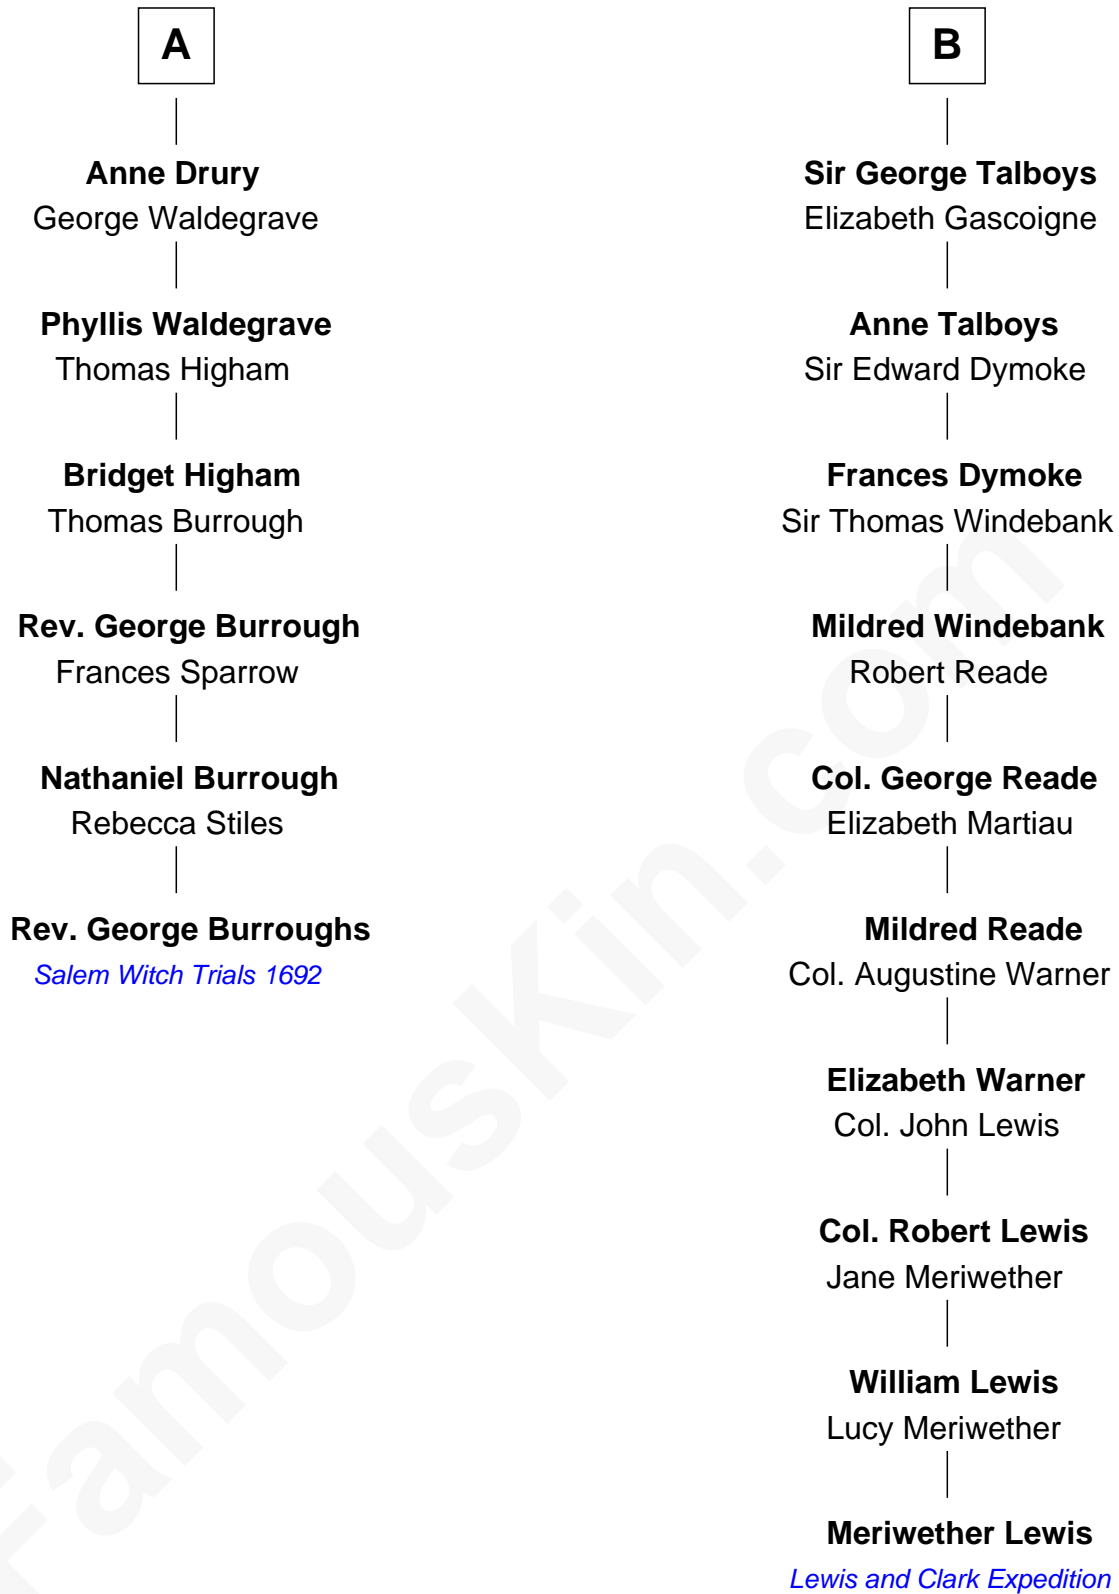 A
Anne Drury
George Waldegrave
Phyllis Waldegrave
Thomas Higham
Bridget Higham
Thomas Burrough
Rev. George Burrough
Frances Sparrow
Nathaniel Burrough
Rebecca Stiles
Rev. George Burroughs
Salem Witch Trials 1692
B
Sir George Talboys
Elizabeth Gascoigne
Anne Talboys
Sir Edward Dymoke
Frances Dymoke
Sir Thomas Windebank
Mildred Windebank
Robert Reade
Col. George Reade
Elizabeth Martiau
Mildred Reade
Col. Augustine Warner
Elizabeth Warner
Col. John Lewis
Col. Robert Lewis
Jane Meriwether
William Lewis
Lucy Meriwether
Meriwether Lewis
Lewis and Clark Expedition
FamousKin.com